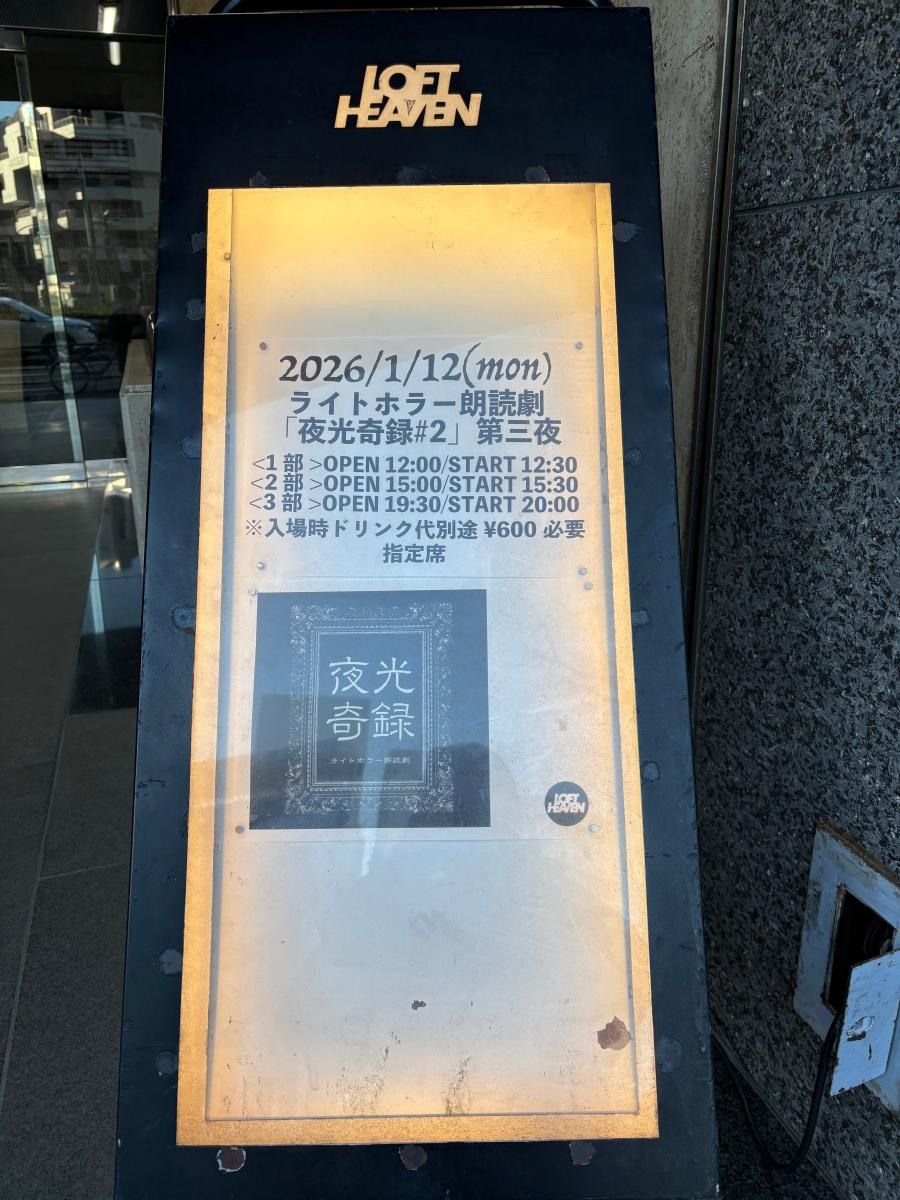 LOFT
HEAVEN
2026/1/12(mon)
ライトホラー朗読劇
「夜光奇録#2」第三夜
<1 部 >OPEN 12:00/START 12:30
<2 部 >OPEN 15:00/START 15:30
<3 部 >OPEN 19:30/START 20:00
※入場時ドリンク代別途 ¥600 必要
指定席
夜光
奇録
ライトホラー朗読劇
LOFT
HEAVEN